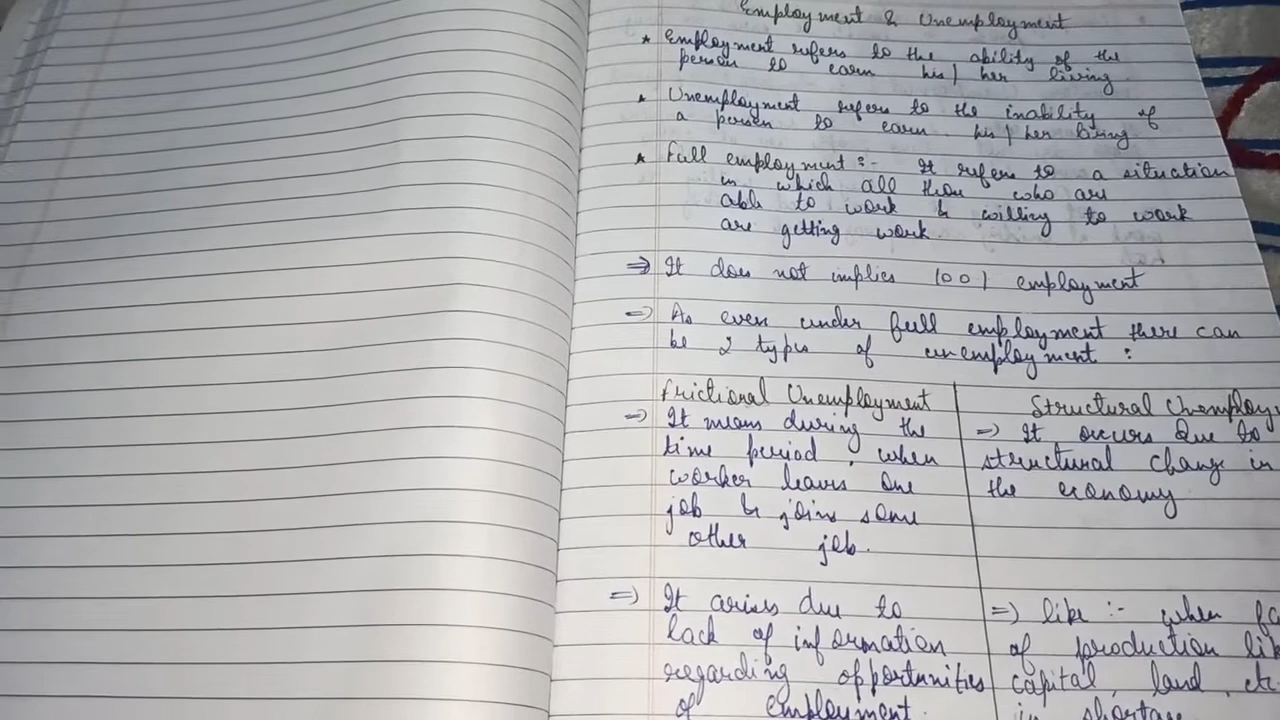 Employment & Unemployment
* Employment refers to the ability of the
person to earn his / her living.
* Unemployment refers to the inability of
a person to earn his / her living
* Full employment :- It refers to a situation
in which all those who are
able to work & willing to work
are getting work.
⇒ It does not implies 100% employment
⇒ As even under full employment there can
be 2 types of unemployment :
Frictional Unemployment
⇒ It means during the
time period, when
worker leaves one
job & joins some
other job.
⇒ It arises due to
lack of information
regarding opportunities
of employment.
Structural Unemploy
⇒ It occurs due to
structural change in
the economy
⇒ like :- when
of production
capital, land, etc
in shortage